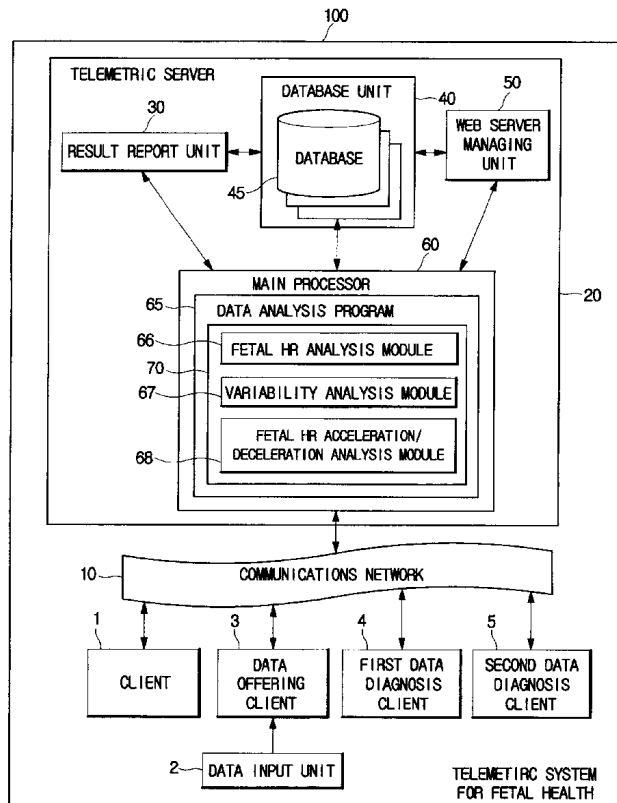 100
TELEMETRIC SERVER
DATABASE UNIT
40
50
30
RESULT REPORT UNIT
DATABASE
45
WEB SERVER
MANAGING
UNIT
60
MAIN PROCESSOR
65
DATA ANALYSIS PROGRAM
20
66
FETAL HR ANALYSIS MODULE
70
67
VARIABILITY ANALYSIS MODULE
FETAL HR ACCELERATION/
DECELERATION ANALYSIS MODULE
68
10
COMMUNICATIONS NETWORK
1
3
4
5
CLIENT
DATA
OFFERING
CLIENT
FIRST DATA
DIAGNOSIS
CLIENT
SECOND DATA
DIAGNOSIS
CLIENT
2
DATA INPUT UNIT
TELEMETIRC SYSTEM
FOR FETAL HEALTH